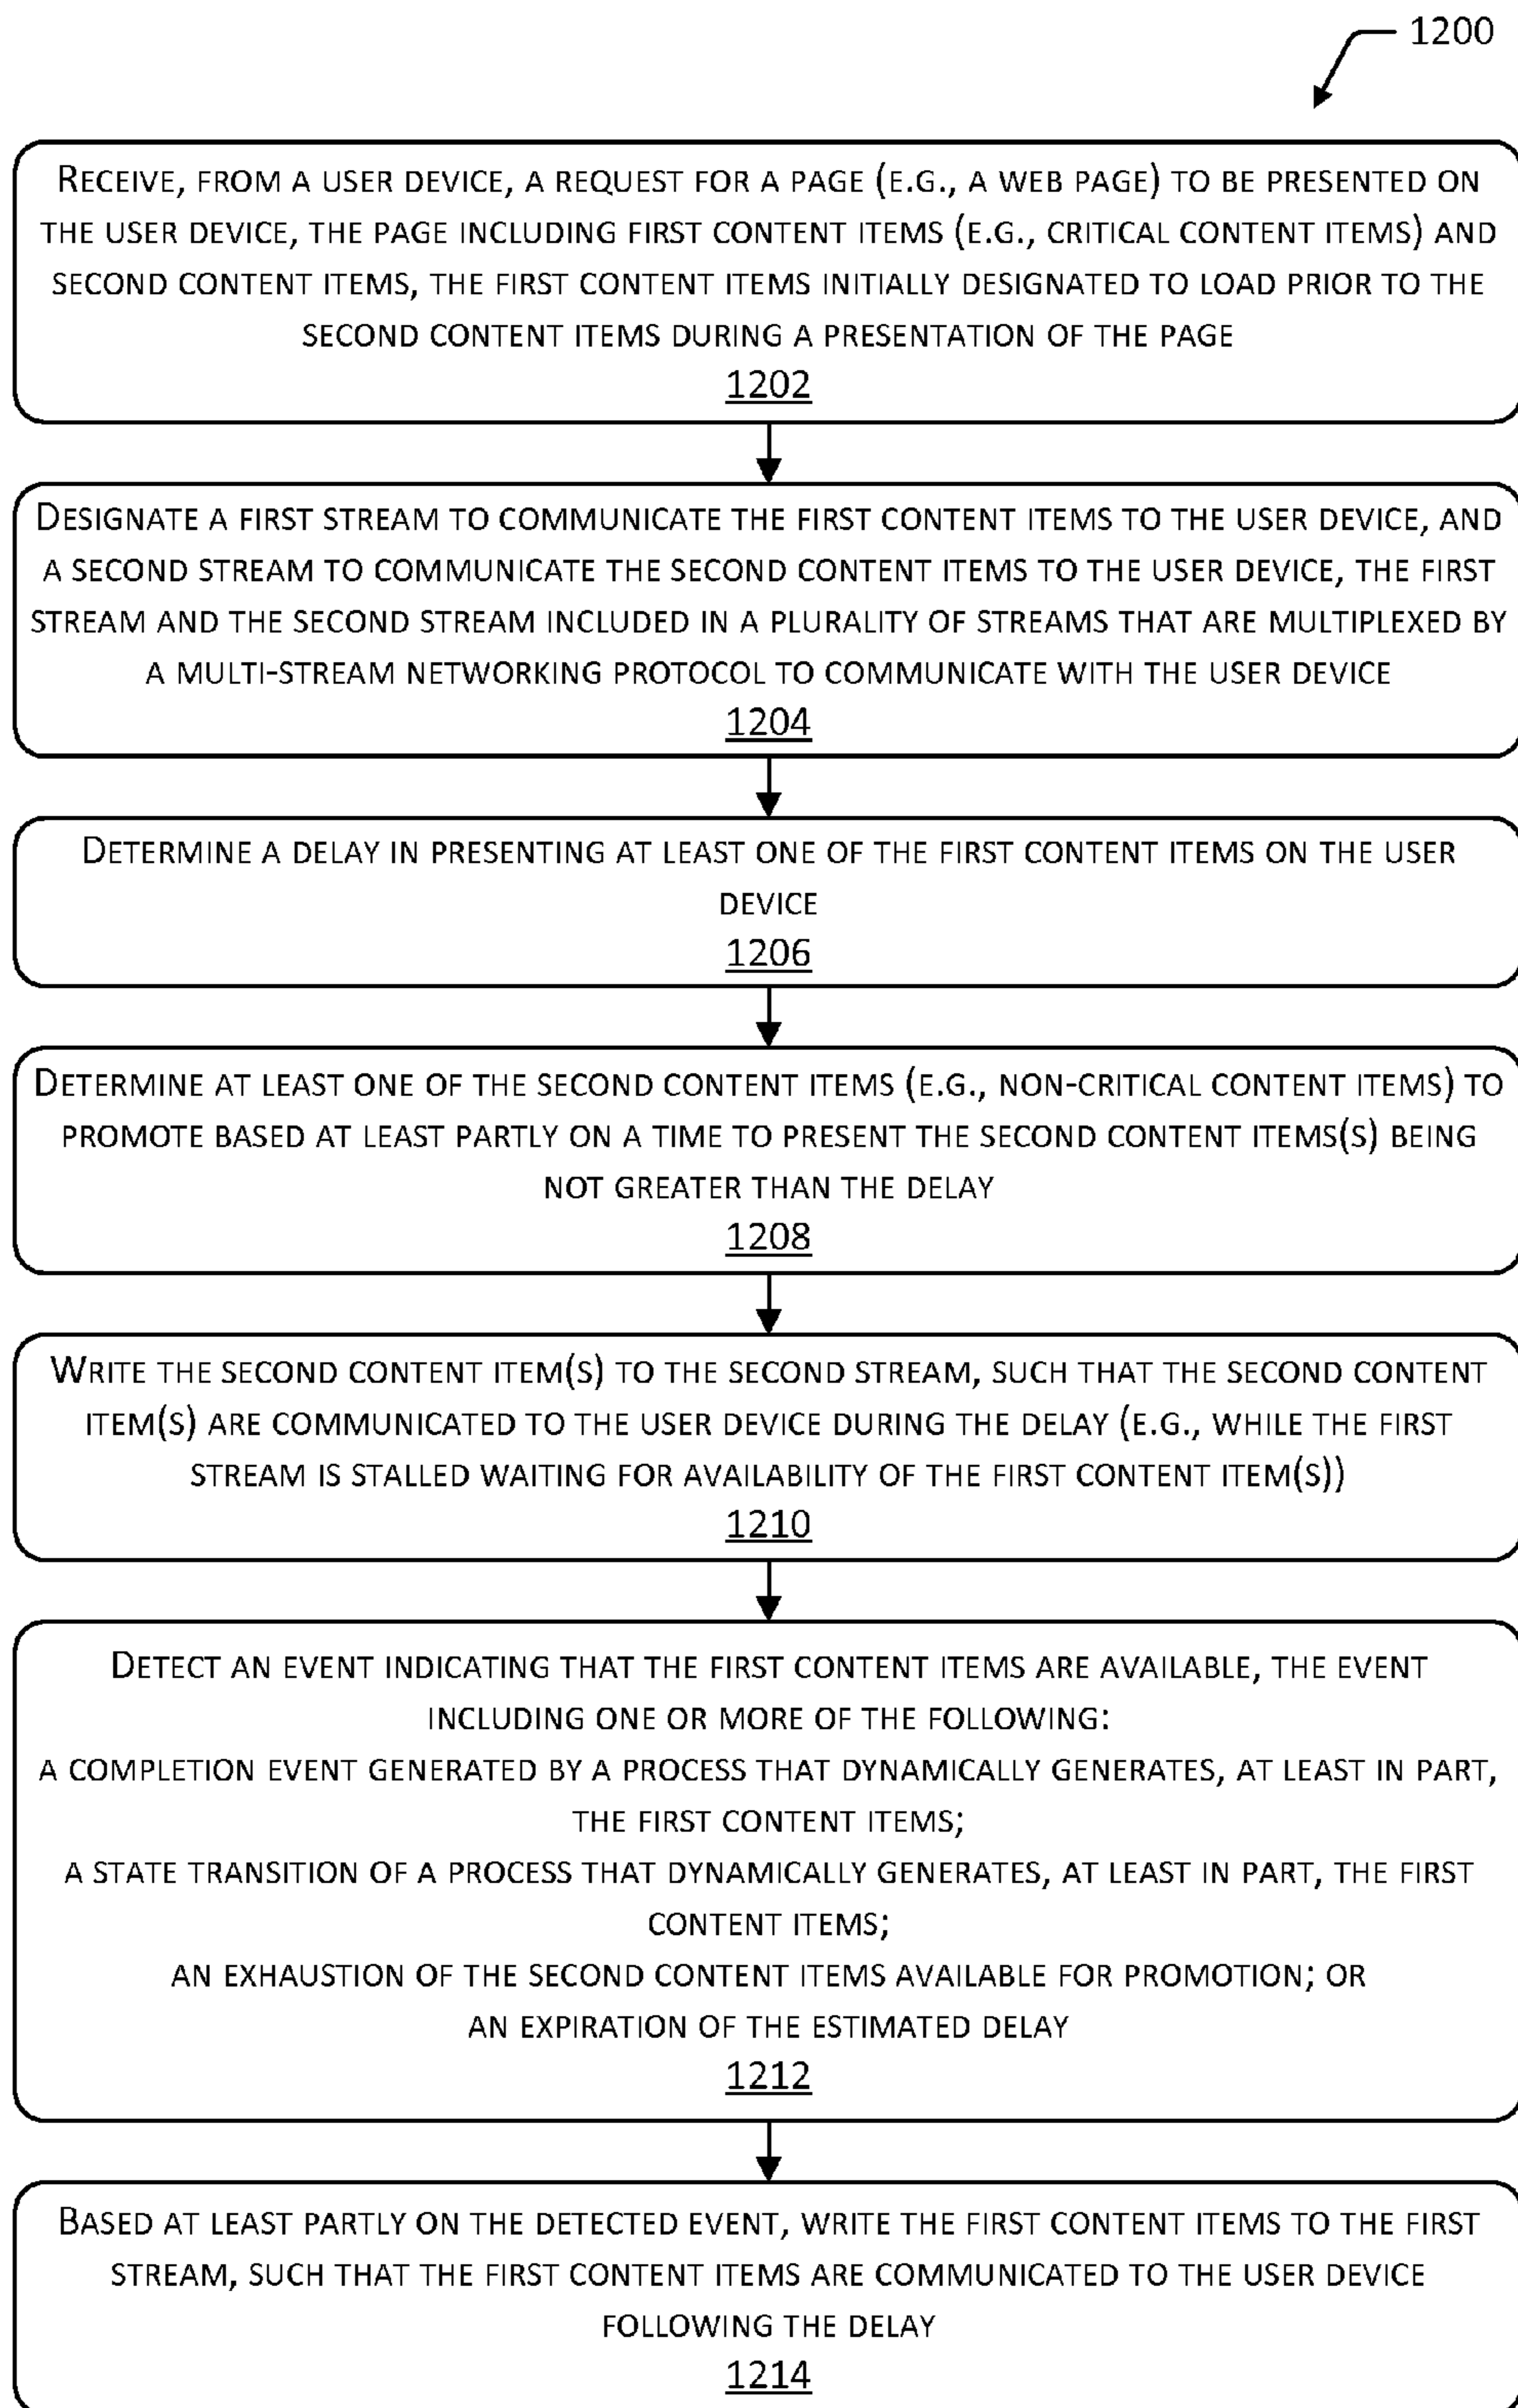 1200
RECEIVE, FROM A USER DEVICE, A REQUEST FOR A PAGE (E.G., A WEB PAGE) TO BE PRESENTED ON
THE USER DEVICE, THE PAGE INCLUDING FIRST CONTENT ITEMS (E.G., CRITICAL CONTENT ITEMS) AND
SECOND CONTENT ITEMS, THE FIRST CONTENT ITEMS INITIALLY DESIGNATED TO LOAD PRIOR TO THE
SECOND CONTENT ITEMS DURING A PRESENTATION OF THE PAGE
1202
DESIGNATE A FIRST STREAM TO COMMUNICATE THE FIRST CONTENT ITEMS TO THE USER DEVICE, AND
A SECOND STREAM TO COMMUNICATE THE SECOND CONTENT ITEMS TO THE USER DEVICE, THE FIRST
STREAM AND THE SECOND STREAM INCLUDED IN A PLURALITY OF STREAMS THAT ARE MULTIPLEXED BY
A MULTI-STREAM NETWORKING PROTOCOL TO COMMUNICATE WITH THE USER DEVICE
1204
DETERMINE A DELAY IN PRESENTING AT LEAST ONE OF THE FIRST CONTENT ITEMS ON THE USER
DEVICE
1206
DETERMINE AT LEAST ONE OF THE SECOND CONTENT ITEMS (E.G., NON-CRITICAL CONTENT ITEMS) TO
PROMOTE BASED AT LEAST PARTLY ON A TIME TO PRESENT THE SECOND CONTENT ITEMS(S) BEING
NOT GREATER THAN THE DELAY
1208
WRITE THE SECOND CONTENT ITEM(S) TO THE SECOND STREAM, SUCH THAT THE SECOND CONTENT
ITEM(S) ARE COMMUNICATED TO THE USER DEVICE DURING THE DELAY (E.G., WHILE THE FIRST
STREAM IS STALLED WAITING FOR AVAILABILITY OF THE FIRST CONTENT ITEM(S))
1210
DETECT AN EVENT INDICATING THAT THE FIRST CONTENT ITEMS ARE AVAILABLE, THE EVENT
INCLUDING ONE OR MORE OF THE FOLLOWING:
A COMPLETION EVENT GENERATED BY A PROCESS THAT DYNAMICALLY GENERATES, AT LEAST IN PART,
THE FIRST CONTENT ITEMS;
A STATE TRANSITION OF A PROCESS THAT DYNAMICALLY GENERATES, AT LEAST IN PART, THE FIRST
CONTENT ITEMS;
AN EXHAUSTION OF THE SECOND CONTENT ITEMS AVAILABLE FOR PROMOTION; OR
AN EXPIRATION OF THE ESTIMATED DELAY
1212
BASED AT LEAST PARTLY ON THE DETECTED EVENT, WRITE THE FIRST CONTENT ITEMS TO THE FIRST
STREAM, SUCH THAT THE FIRST CONTENT ITEMS ARE COMMUNICATED TO THE USER DEVICE
FOLLOWING THE DELAY
1214